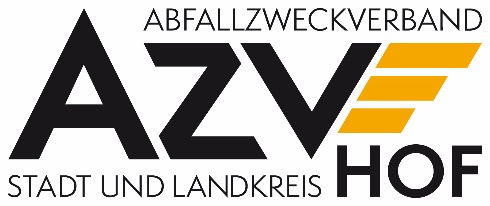 ABFALLZWECKVERBAND
AZV
HOF
STADT UND LANDKREIS